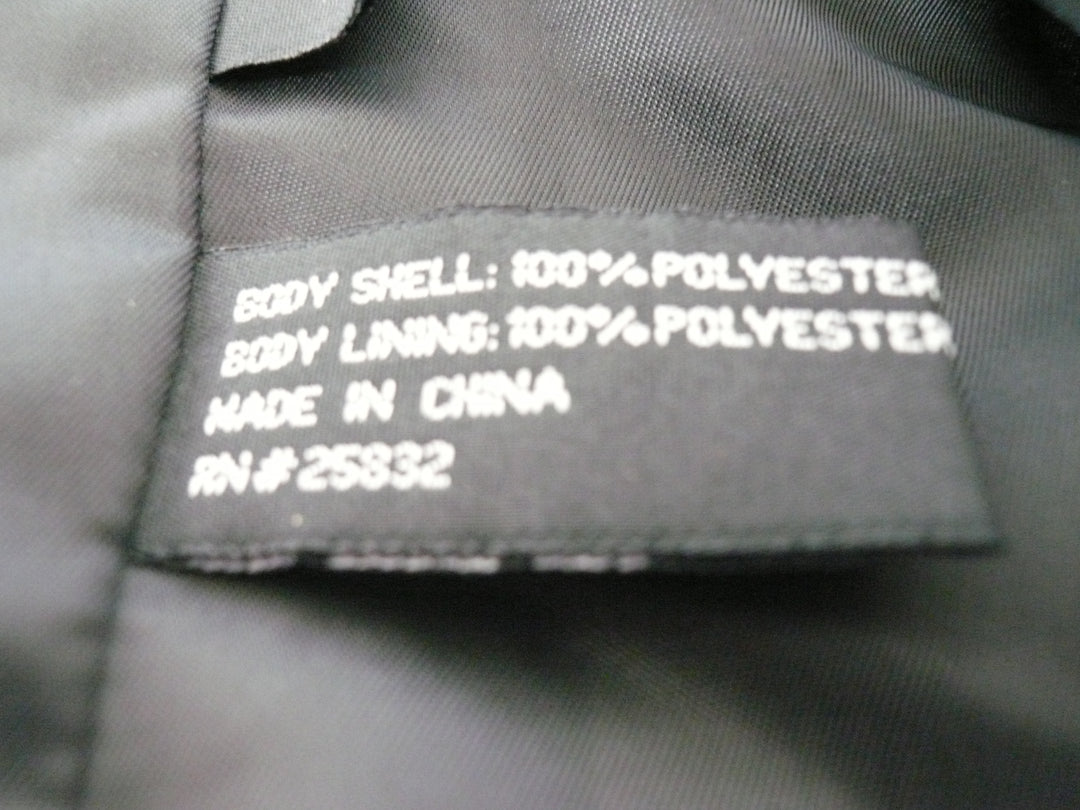 BODY SHELL: 100% POLYESTER
BODY LINING: 100% POLYESTER
MADE IN CHINA
RN#25832